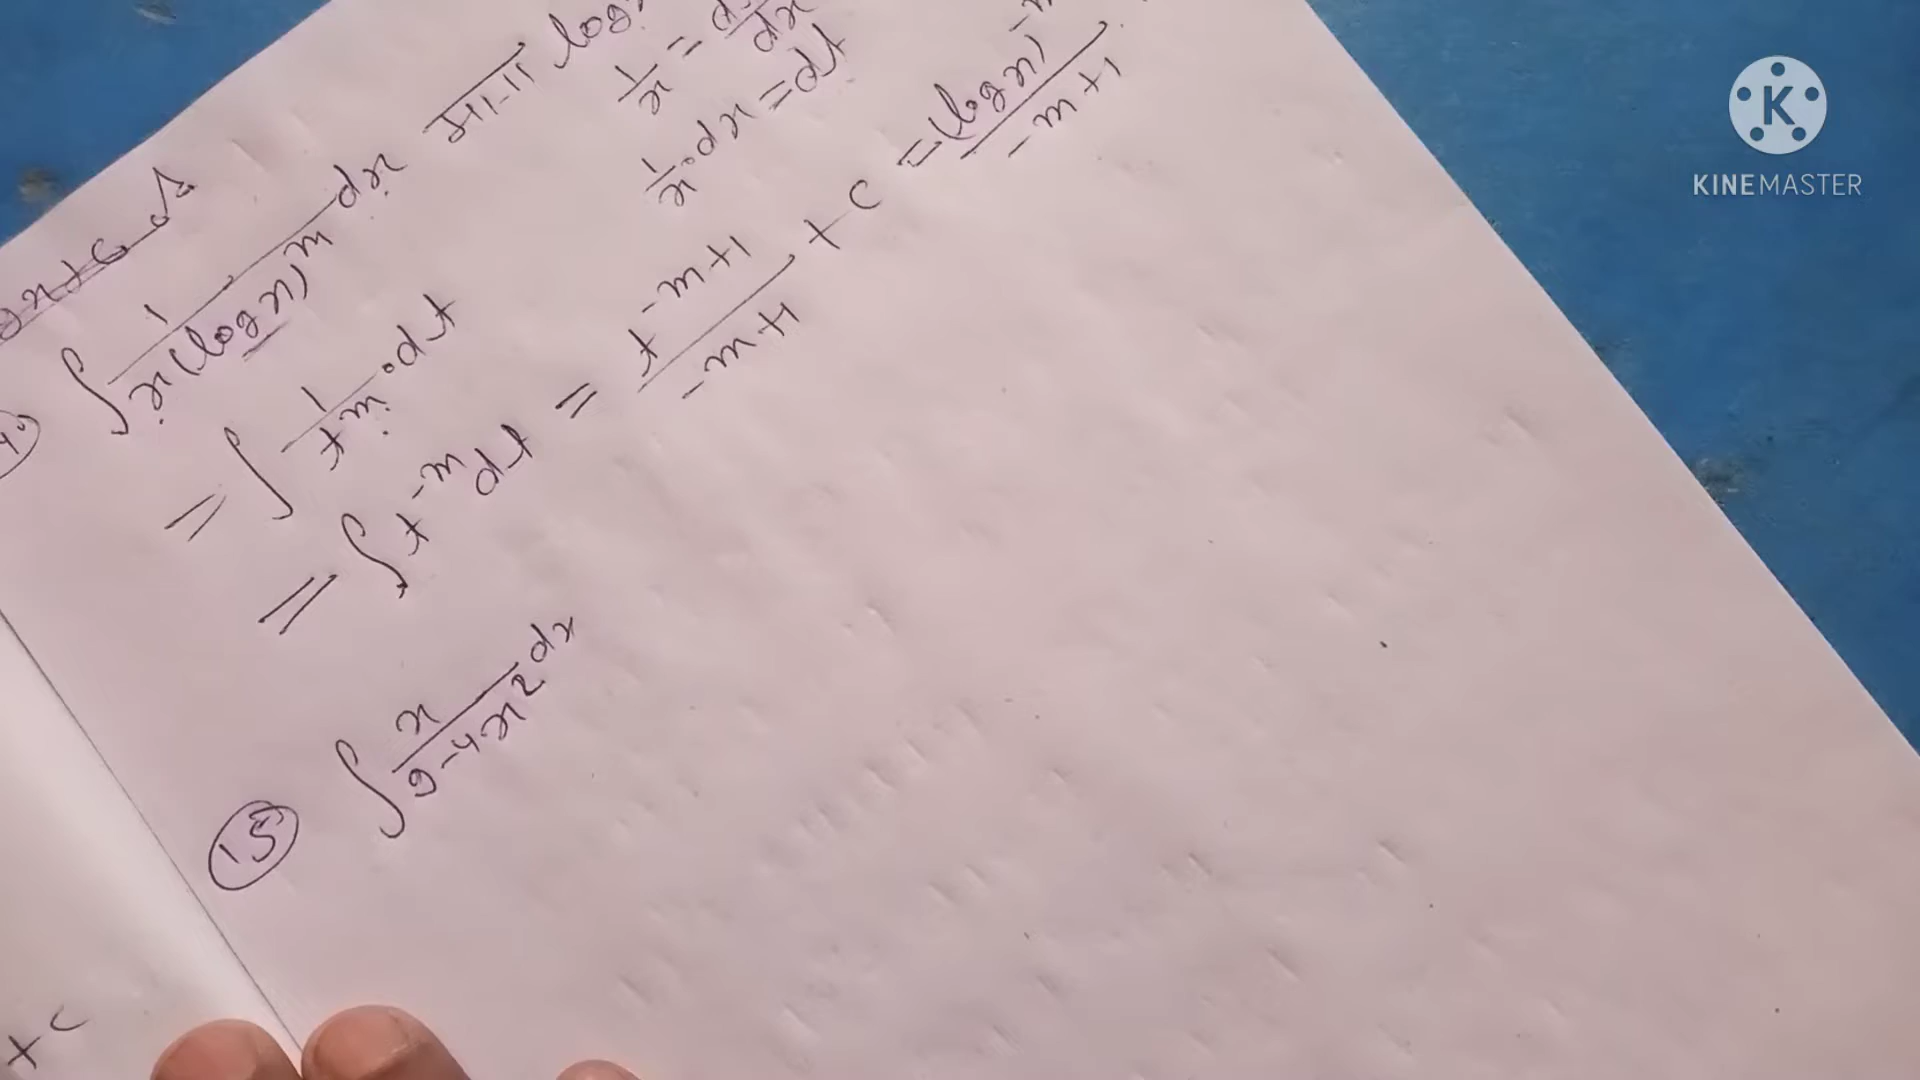 ∫ 1/x(log x)^m dx माना log x
1/x = dt/dx
1/x . dx = dt
= ∫ 1/t^m . dt
= ∫ t^-m dt = t^-m+1/-m+1 + c = (log x)^-m/-m+1
15 ∫ x/9-4x^2 dx
+ c
K
KINEMASTER